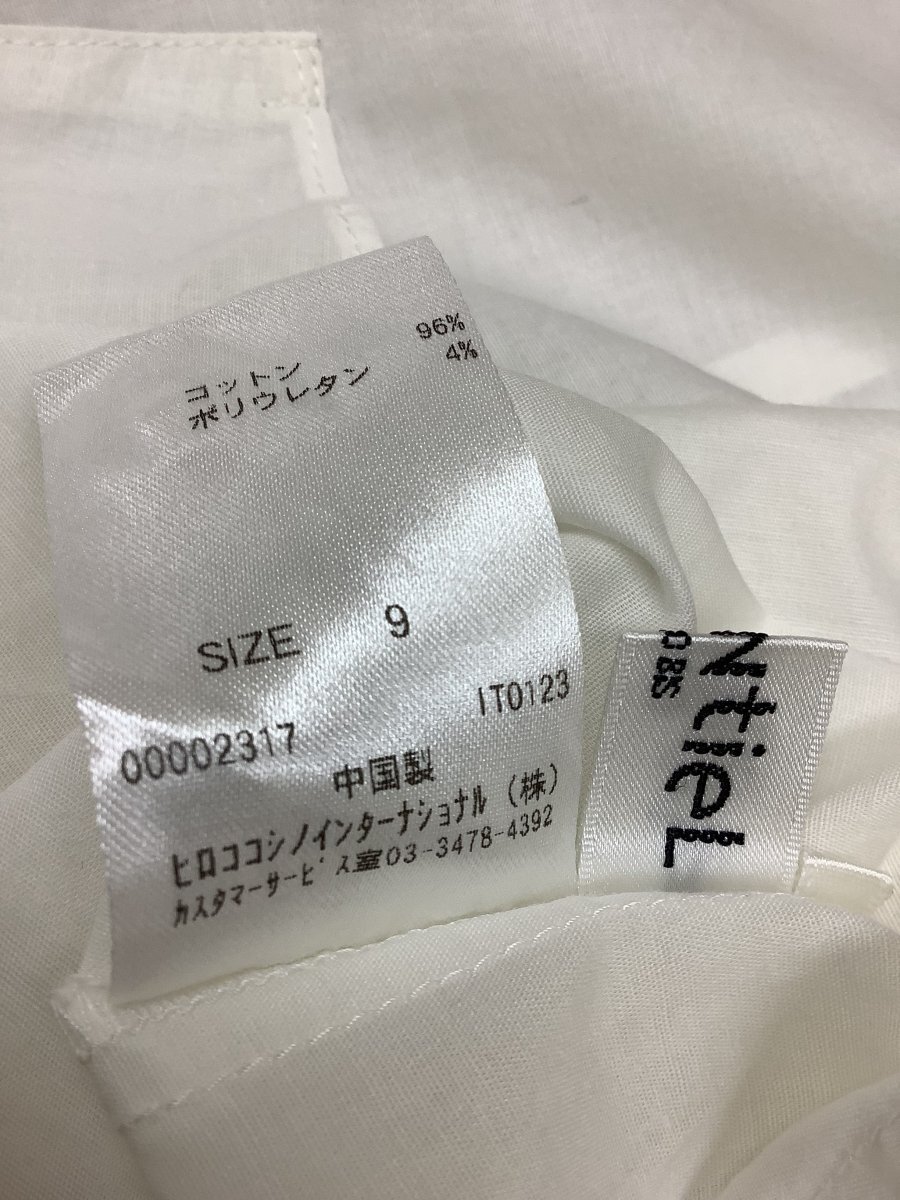 コットン 96%
ポリウレタン 4%
SIZE 9
00002317 IT0123
中国製
ヒロココシノインターナショナル（株）
カスタマーサービス室03-3478-4392